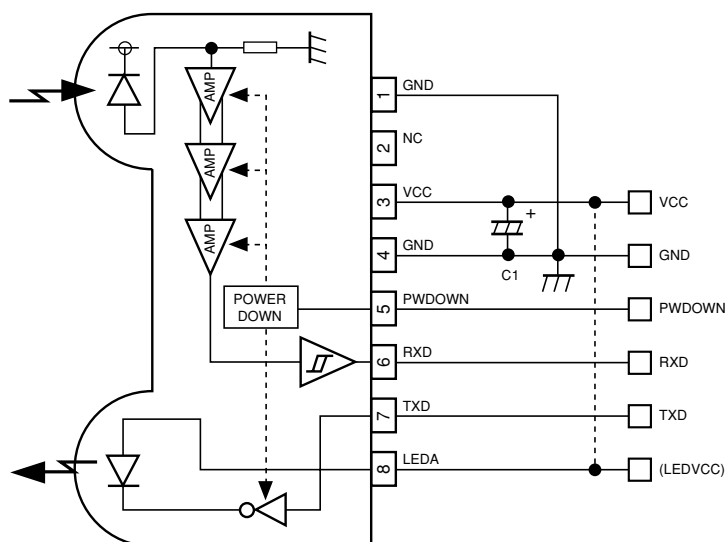 AMP
AMP
AMP
POWER
DOWN
1
GND
2
NC
3
VCC
4
GND
5
PWDOWN
6
RXD
7
TXD
8
LEDA
+
C1
VCC
GND
PWDOWN
RXD
TXD
(LEDVCC)